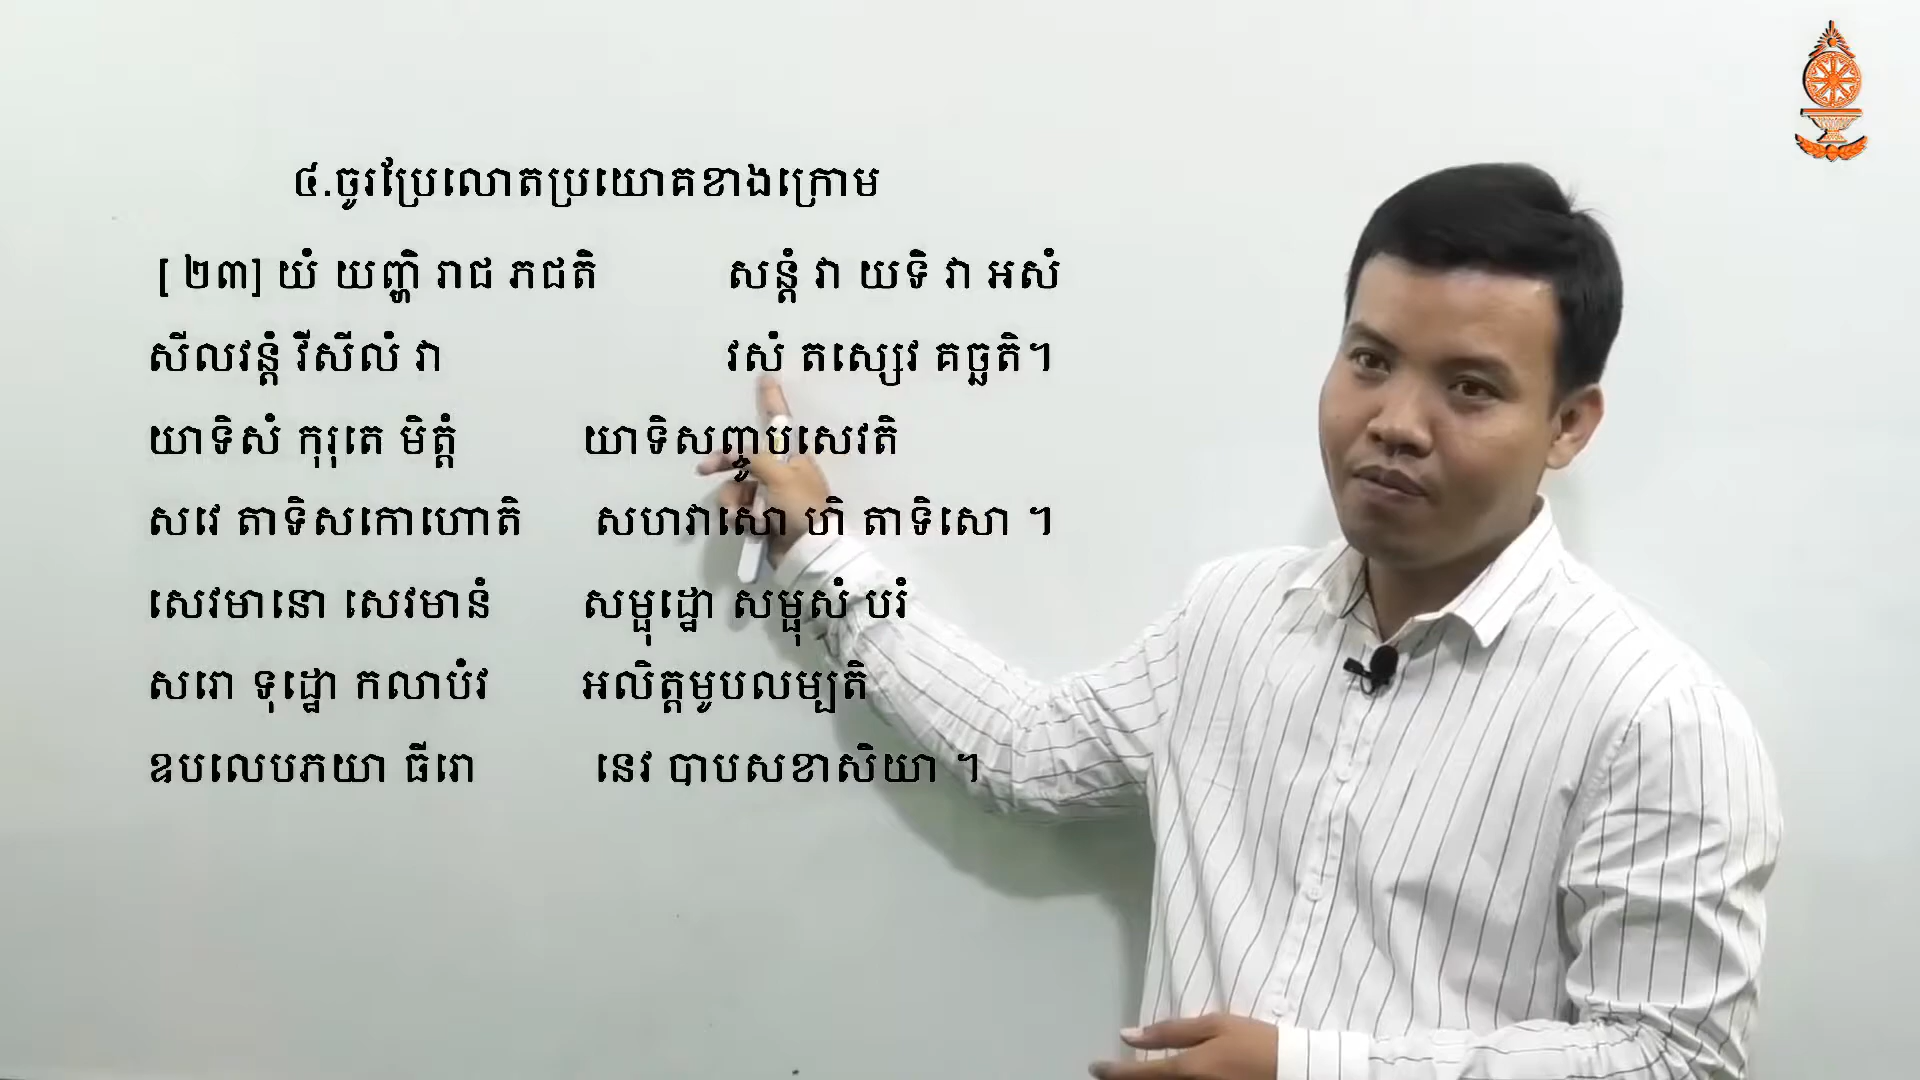 ៤.ចូរប្រែលោតប្រយោគខាងក្រោម
[ ២៣] យំ យញ្ហិ រាជ ភជតិ សន្តំ វា យទិ វា អសំ
សីលវន្តំ វីសីលំ វា វសំ តស្សេវ គច្ឆតិ។
យាទិសំ កុរុតេ មិត្តំ យាទិសញ្ចូបសេវតិ
សវេ តាទិសកោហោតិ សហវាសោ ហិ តាទិសោ ។
សេវមានោ សេវមានំ សម្ផុដ្ឋោ សម្ផុសំ បរំ
សរោ ទុដ្ឋោ កលាបំវ អលិត្តមូបលម្បតិ
ឧបលេបភយា ធីរោ នេវ បាបសខាសិយា ។